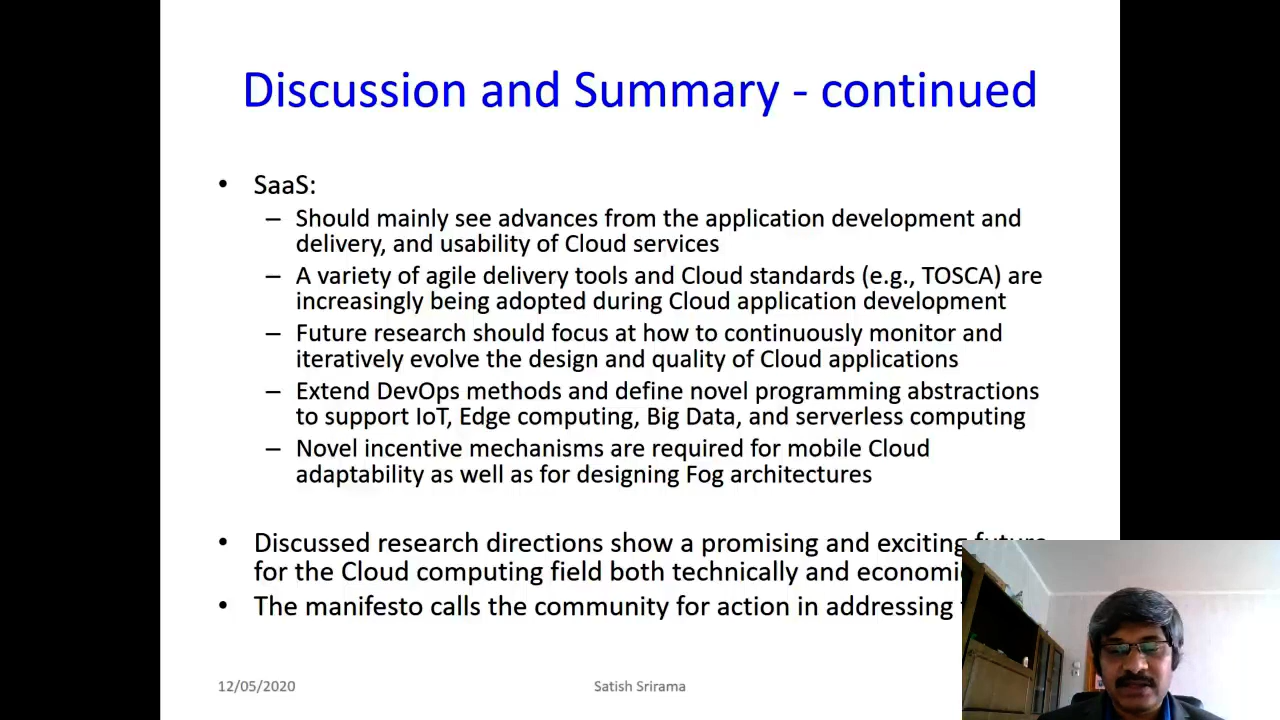 Discussion and Summary - continued
• SaaS:
– Should mainly see advances from the application development and
delivery, and usability of Cloud services
– A variety of agile delivery tools and Cloud standards (e.g., TOSCA) are
increasingly being adopted during Cloud application development
– Future research should focus at how to continuously monitor and
iteratively evolve the design and quality of Cloud applications
– Extend DevOps methods and define novel programming abstractions
to support IoT, Edge computing, Big Data, and serverless computing
– Novel incentive mechanisms are required for mobile Cloud
adaptability as well as for designing Fog architectures
• Discussed research directions show a promising and exciting future
for the Cloud computing field both technically and
• The manifesto calls the community for action in addressing
12/05/2020
Satish Srirama